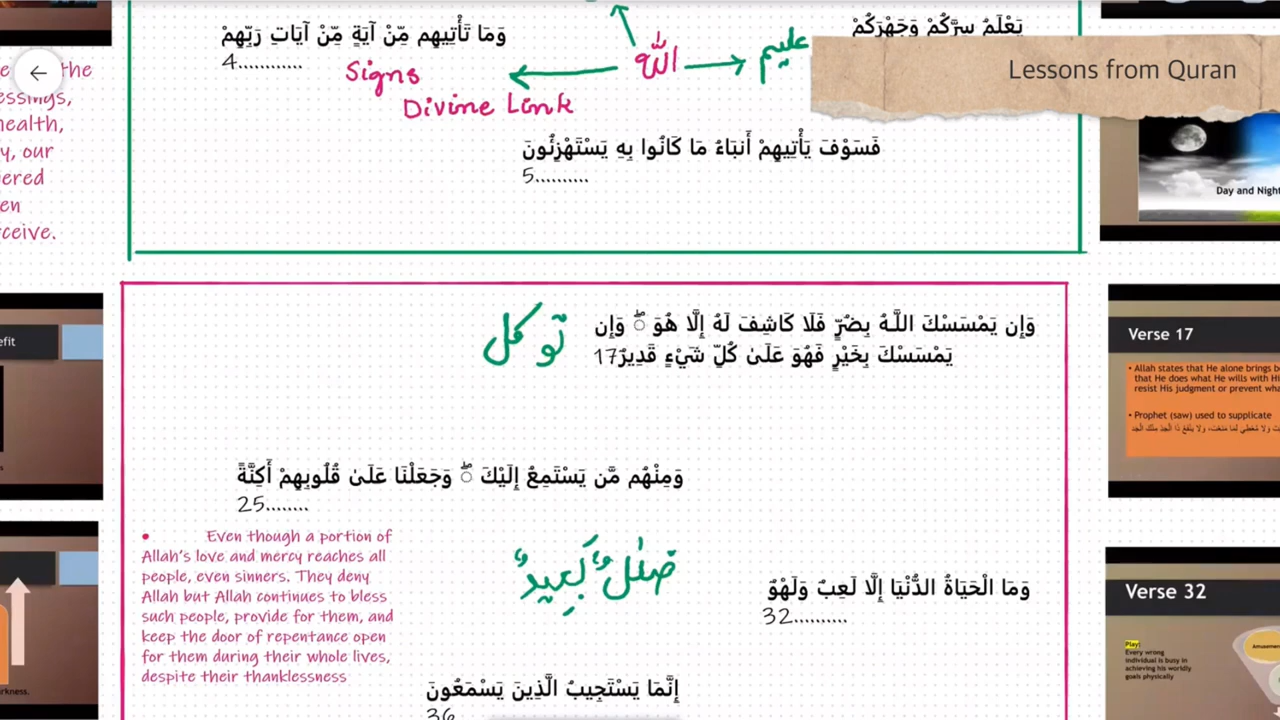 يَعْلَمُ سِرَّكُمْ وَجَهْرَكُمْ
وَمَا تَأْتِيهِم مِّنْ آيَةٍ مِّنْ آيَاتِ رَبِّهِمْ
4............
الله
عليم
Signs
Divine Link
Lessons from Quran
فَسَوْفَ يَأْتِيهِمْ أَنبَاءُ مَا كَانُوا بِهِ يَسْتَهْزِئُونَ
5..........
the
health,
our
ceive.
Day and Night
وَإِن يَمْسَسْكَ اللَّـهُ بِضُرٍّ فَلَا كَاشِفَ لَهُ إِلَّا هُوَ ۖ وَإِن
يَمْسَسْكَ بِخَيْرٍ فَهُوَ عَلَىٰ كُلِّ شَيْءٍ قَدِيرٌ17
توكل
Verse 17
• Allah states that He alone brings
that He does what He wills with
resist His judgment or prevent
• Prophet (saw) used to supplicate
وَمِنْهُم مَّن يَسْتَمِعُ إِلَيْكَ ۖ وَجَعَلْنَا عَلَىٰ قُلُوبِهِمْ أَكِنَّةً
25........
• Even though a portion of
Allah's love and mercy reaches all
people, even sinners. They deny
Allah but Allah continues to bless
such people, provide for them, and
keep the door of repentance open
for them during their whole lives,
despite their thanklessness
ضلٰلٌ بَعِيدٌ
وَمَا الْحَيَاةُ الدُّنْيَا إِلَّا لَعِبٌ وَلَهْوٌ
32..........
Verse 32
Play:
Every wrong
individual is busy in
achieving his worldly
goals physically
إِنَّمَا يَسْتَجِيبُ الَّذِينَ يَسْمَعُونَ
36